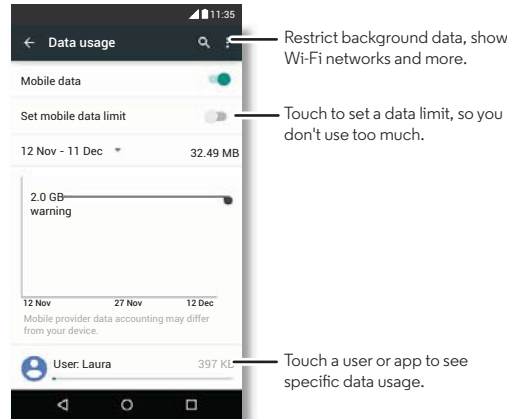 11:35
Data usage
Restrict background data, show
Wi-Fi networks and more.
Mobile data
Set mobile data limit
Touch to set a data limit, so you
don't use too much.
12 Nov - 11 Dec
32.49 MB
2.0 GB
warning
12 Nov 27 Nov 12 Dec
Mobile provider data accounting may differ
from your device.
User: Laura
397 KB
Touch a user or app to see
specific data usage.